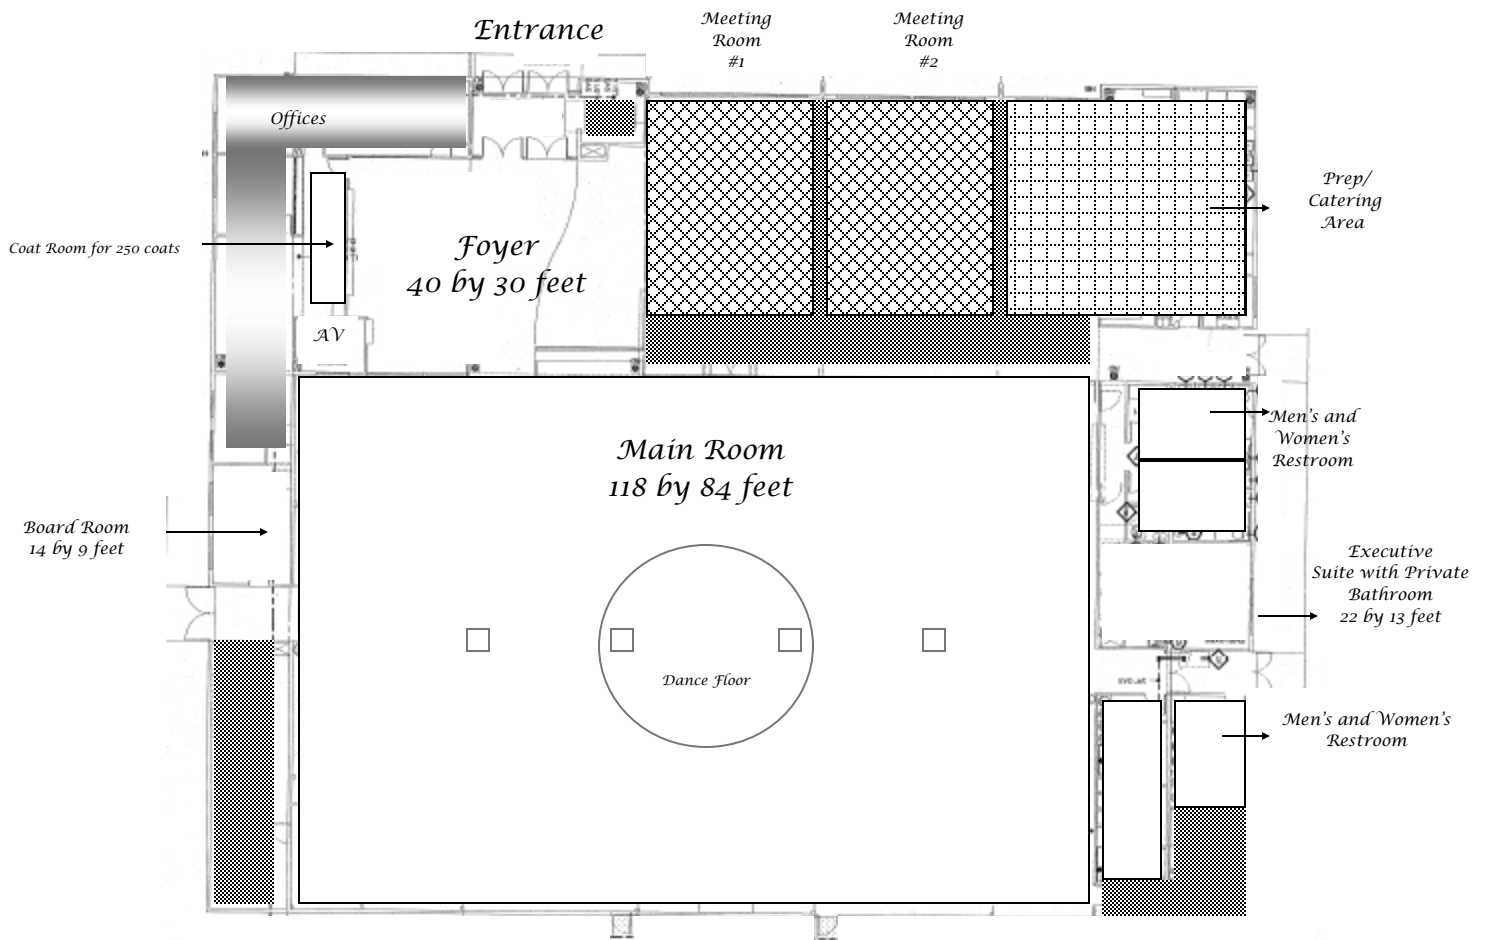 Entrance
Meeting
Room
#1
Meeting
Room
#2
Offices
Prep/
Catering
Area
Coat Room for 250 coats
Foyer
40 by 30 feet
AV
Men's and
Women's
Restroom
Main Room
118 by 84 feet
Board Room
14 by 9 feet
Executive
Suite with Private
Bathroom
22 by 13 feet
Dance Floor
Men's and Women's
Restroom